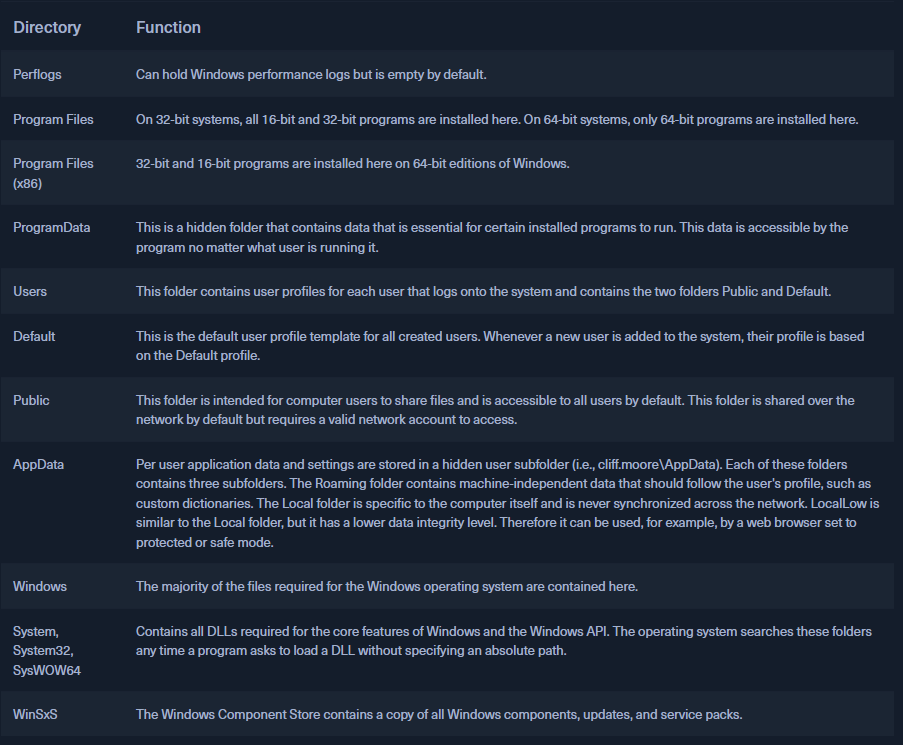 Directory Function
Perflogs Can hold Windows performance logs but is empty by default.
Program Files On 32-bit systems, all 16-bit and 32-bit programs are installed here. On 64-bit systems, only 64-bit programs are installed here.
Program Files 32-bit and 16-bit programs are installed here on 64-bit editions of Windows.
(x86)
ProgramData This is a hidden folder that contains data that is essential for certain installed programs to run. This data is accessible by the
program no matter what user is running it.
Users This folder contains user profiles for each user that logs onto the system and contains the two folders Public and Default.
Default This is the default user profile template for all created users. Whenever a new user is added to the system, their profile is based
on the Default profile.
Public This folder is intended for computer users to share files and is accessible to all users by default. This folder is shared over the
network by default but requires a valid network account to access.
AppData Per user application data and settings are stored in a hidden user subfolder (i.e., cliff.moore\AppData). Each of these folders
contains three subfolders. The Roaming folder contains machine-independent data that should follow the user's profile, such as
custom dictionaries. The Local folder is specific to the computer itself and is never synchronized across the network. LocalLow is
similar to the Local folder, but it has a lower data integrity level. Therefore it can be used, for example, by a web browser set to
protected or safe mode.
Windows The majority of the files required for the Windows operating system are contained here.
System, Contains all DLLs required for the core features of Windows and the Windows API. The operating system searches these folders
System32, any time a program asks to load a DLL without specifying an absolute path.
SysWOW64
WinSxS The Windows Component Store contains a copy of all Windows components, updates, and service packs.